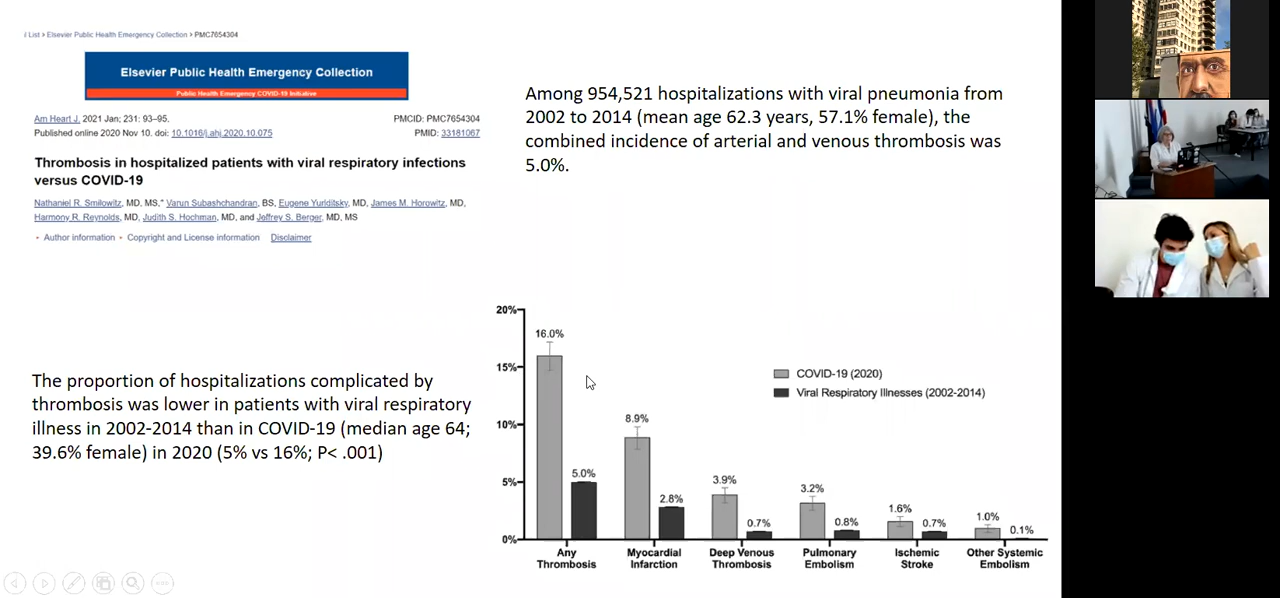 List > Elsevier Public Health Emergency Collection > PMC7654304
Elsevier Public Health Emergency Collection
Public Health Emergency COVID-19 Initiative
Am Heart J. 2021 Jan; 231: 93–95.
PMCID: PMC7654304
Published online 2020 Nov 10. doi: 10.1016/j.ahj.2020.10.075
PMID: 33181067
Thrombosis in hospitalized patients with viral respiratory infections
versus COVID-19
Nathaniel R. Smilowitz, MD, MS,* Varun Subashchandran, BS, Eugene Yuriditsky, MD, James M. Horowitz, MD,
Harmony R. Reynolds, MD, Judith S. Hochman, MD, and Jeffrey S. Berger, MD, MS
• Author information • Copyright and License information Disclaimer
Among 954,521 hospitalizations with viral pneumonia from
2002 to 2014 (mean age 62.3 years, 57.1% female), the
combined incidence of arterial and venous thrombosis was
5.0%.
The proportion of hospitalizations complicated by
thrombosis was lower in patients with viral respiratory
illness in 2002-2014 than in COVID-19 (median age 64;
39.6% female) in 2020 (5% vs 16%; P< .001)
20%
15%
10%
5%
0%
16.0%
5.0%
8.9%
2.8%
3.9%
0.7%
3.2%
0.8%
1.6%
0.7%
1.0%
0.1%
COVID-19 (2020)
Viral Respiratory Illnesses (2002-2014)
Any
Thrombosis
Myocardial
Infarction
Deep Venous
Thrombosis
Pulmonary
Embolism
Ischemic
Stroke
Other Systemic
Embolism